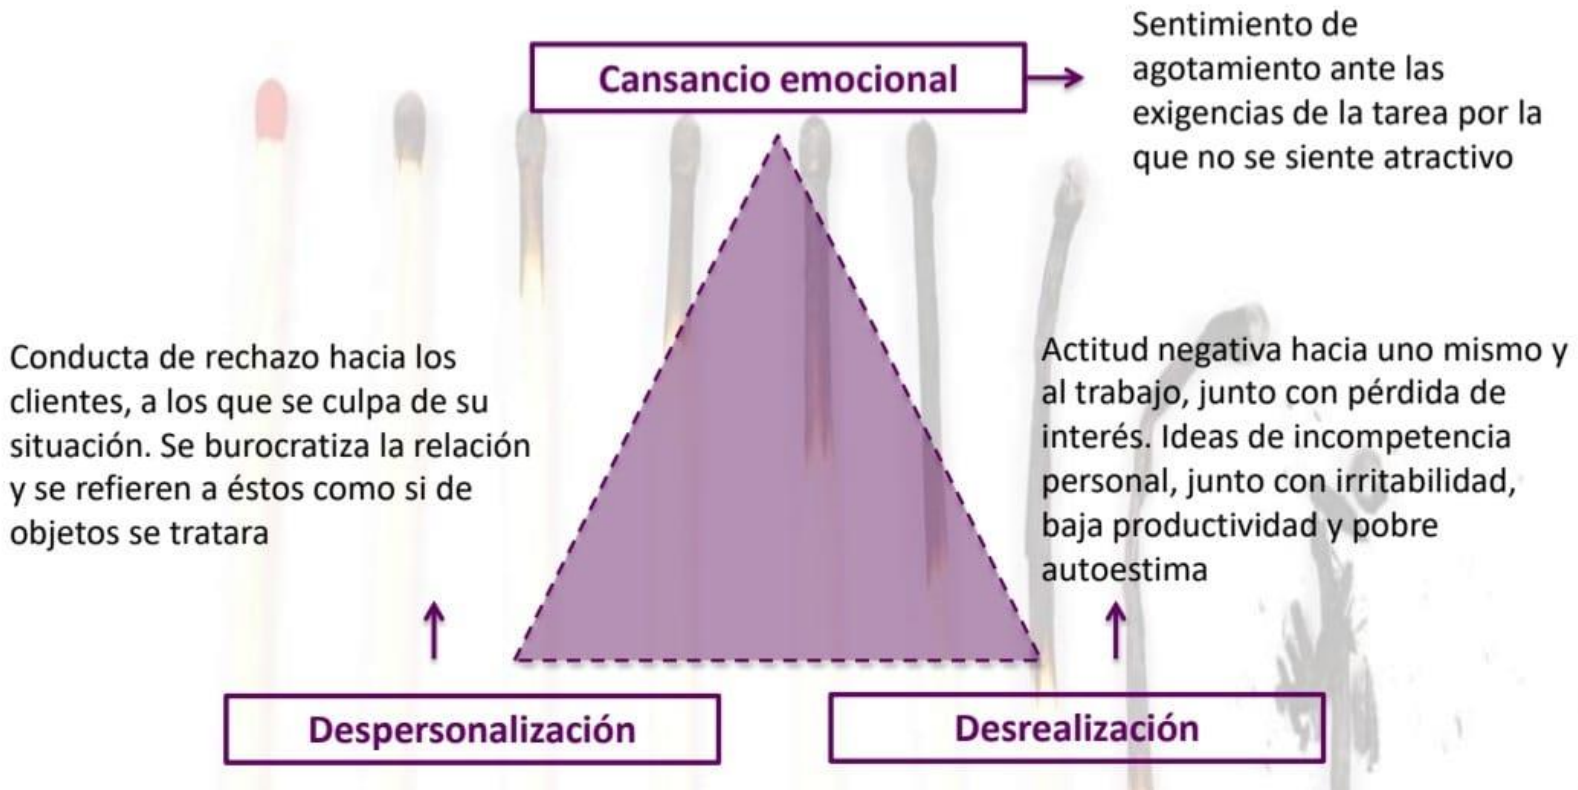 Cansancio emocional
Sentimiento de
agotamiento ante las
exigencias de la tarea por la
que no se siente atractivo
Conducta de rechazo hacia los
clientes, a los que se culpa de su
situación. Se burocratiza la relación
y se refieren a éstos como si de
objetos se tratara
Actitud negativa hacia uno mismo y
al trabajo, junto con pérdida de
interés. Ideas de incompetencia
personal, junto con irritabilidad,
baja productividad y pobre
autoestima
Despersonalización
Desrealización